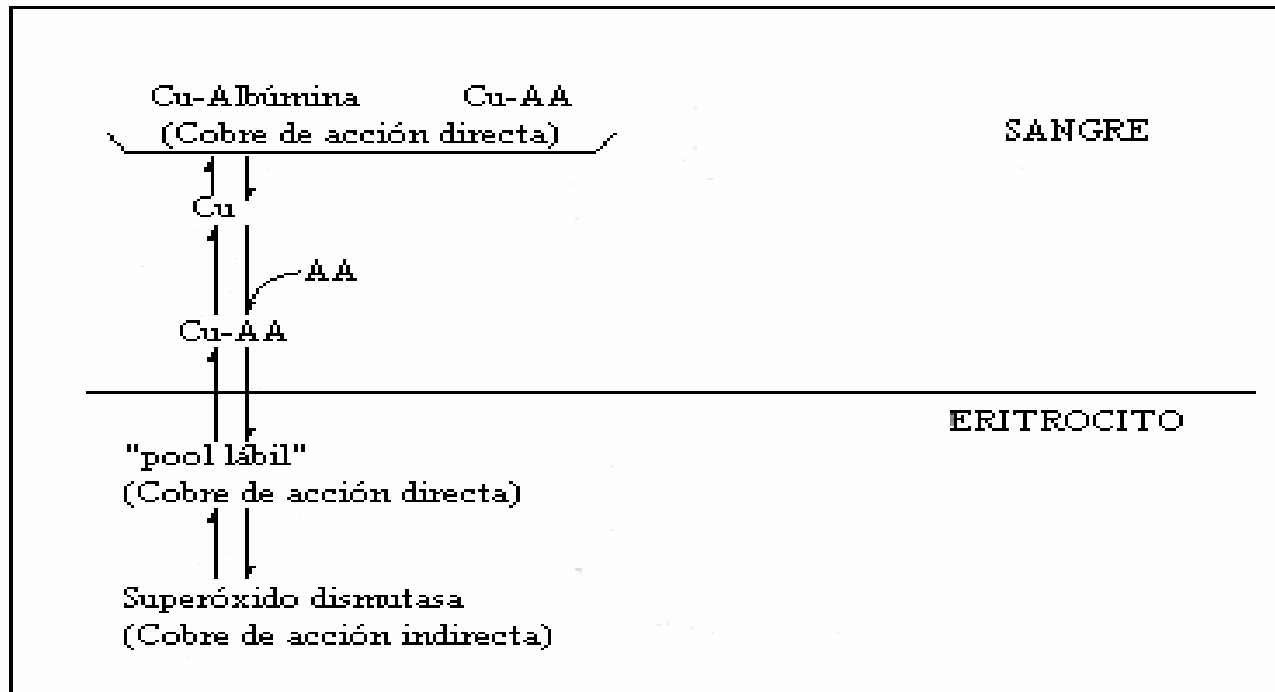 Cu-Albúmina Cu-AA
(Cobre de acción directa)
SANGRE
Cu
AA
Cu-AA
ERITROCITO
"pool lábil"
(Cobre de acción directa)
Superóxido dismutasa
(Cobre de acción indirecta)